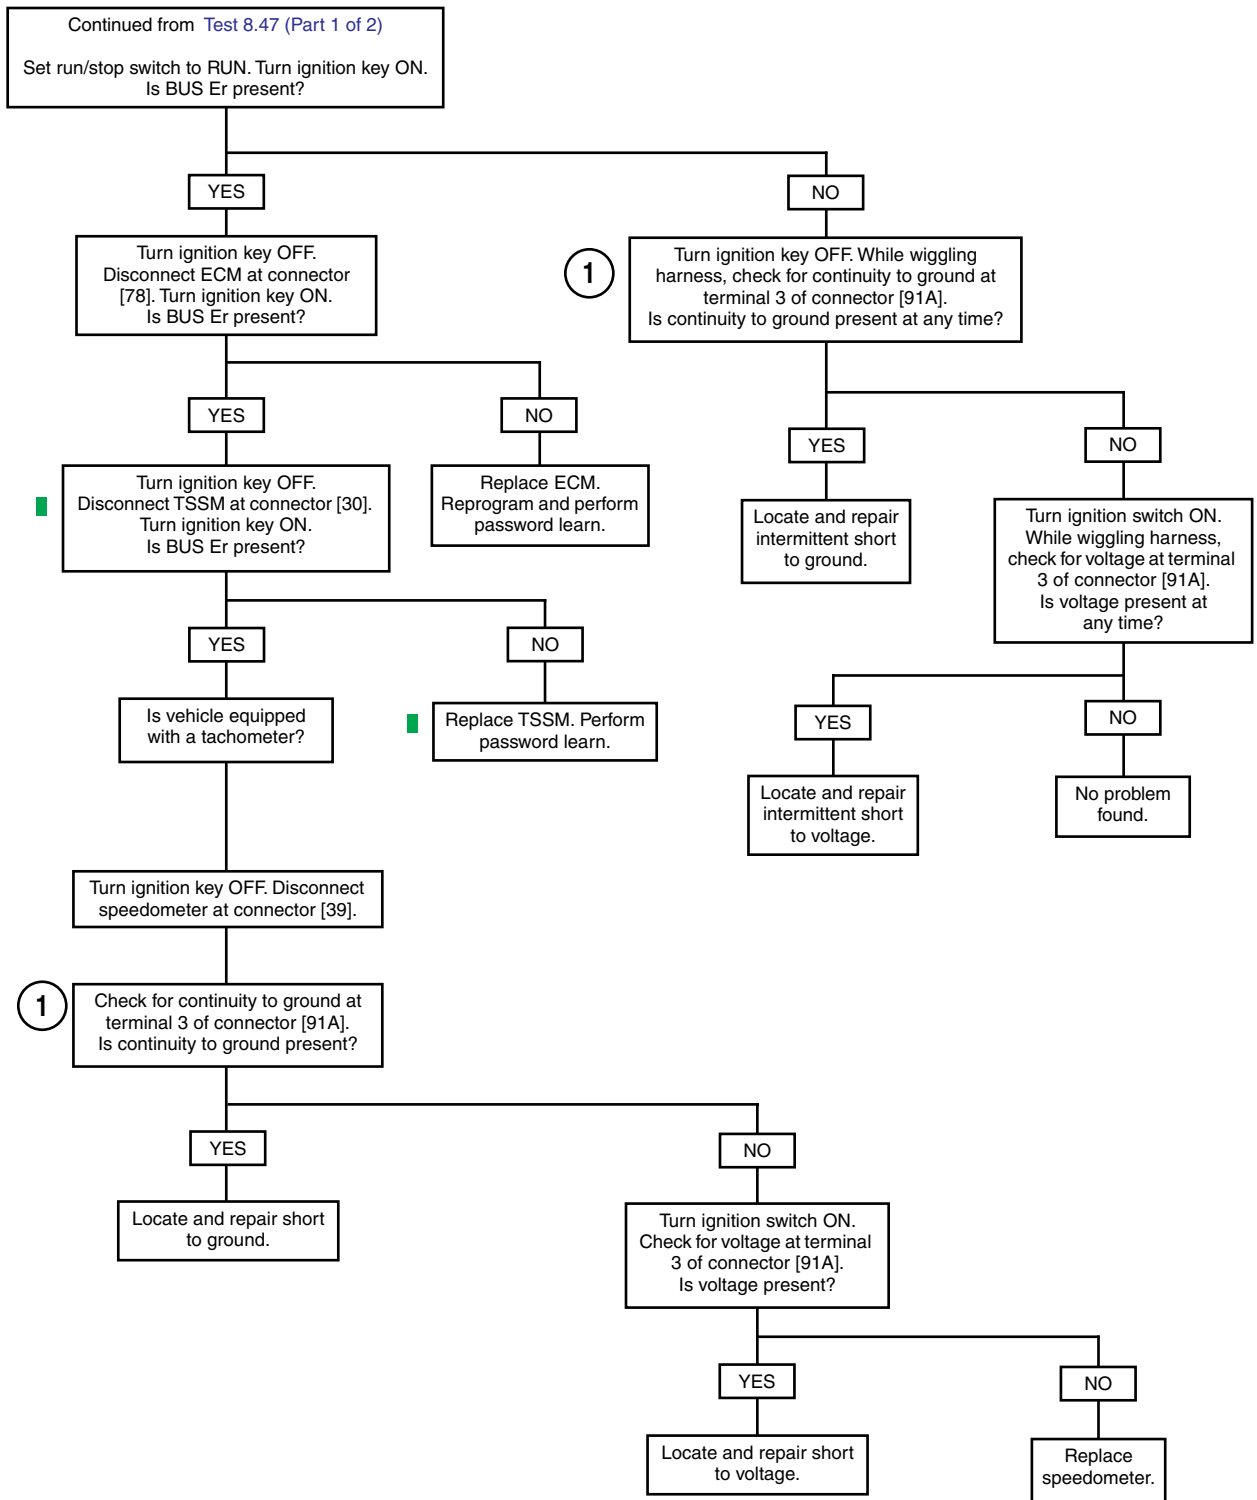 Continued from Test 8.47 (Part 1 of 2)
Set run/stop switch to RUN. Turn ignition key ON.
Is BUS Er present?
YES
NO
Turn ignition key OFF.
Disconnect ECM at connector
[78]. Turn ignition key ON.
Is BUS Er present?
1
Turn ignition key OFF. While wiggling
harness, check for continuity to ground at
terminal 3 of connector [91A].
Is continuity to ground present at any time?
YES
NO
YES
NO
Turn ignition key OFF.
Disconnect TSSM at connector [30].
Turn ignition key ON.
Is BUS Er present?
Replace ECM.
Reprogram and perform
password learn.
Locate and repair
intermittent short
to ground.
Turn ignition switch ON.
While wiggling harness,
check for voltage at terminal
3 of connector [91A].
Is voltage present at
any time?
YES
NO
YES
NO
Is vehicle equipped
with a tachometer?
Replace TSSM. Perform
password learn.
Locate and repair
intermittent short
to voltage.
No problem
found.
Turn ignition key OFF. Disconnect
speedometer at connector [39].
1
Check for continuity to ground at
terminal 3 of connector [91A].
Is continuity to ground present?
YES
NO
Locate and repair short
to ground.
Turn ignition switch ON.
Check for voltage at terminal
3 of connector [91A].
Is voltage present?
YES
NO
Locate and repair short
to voltage.
Replace
speedometer.